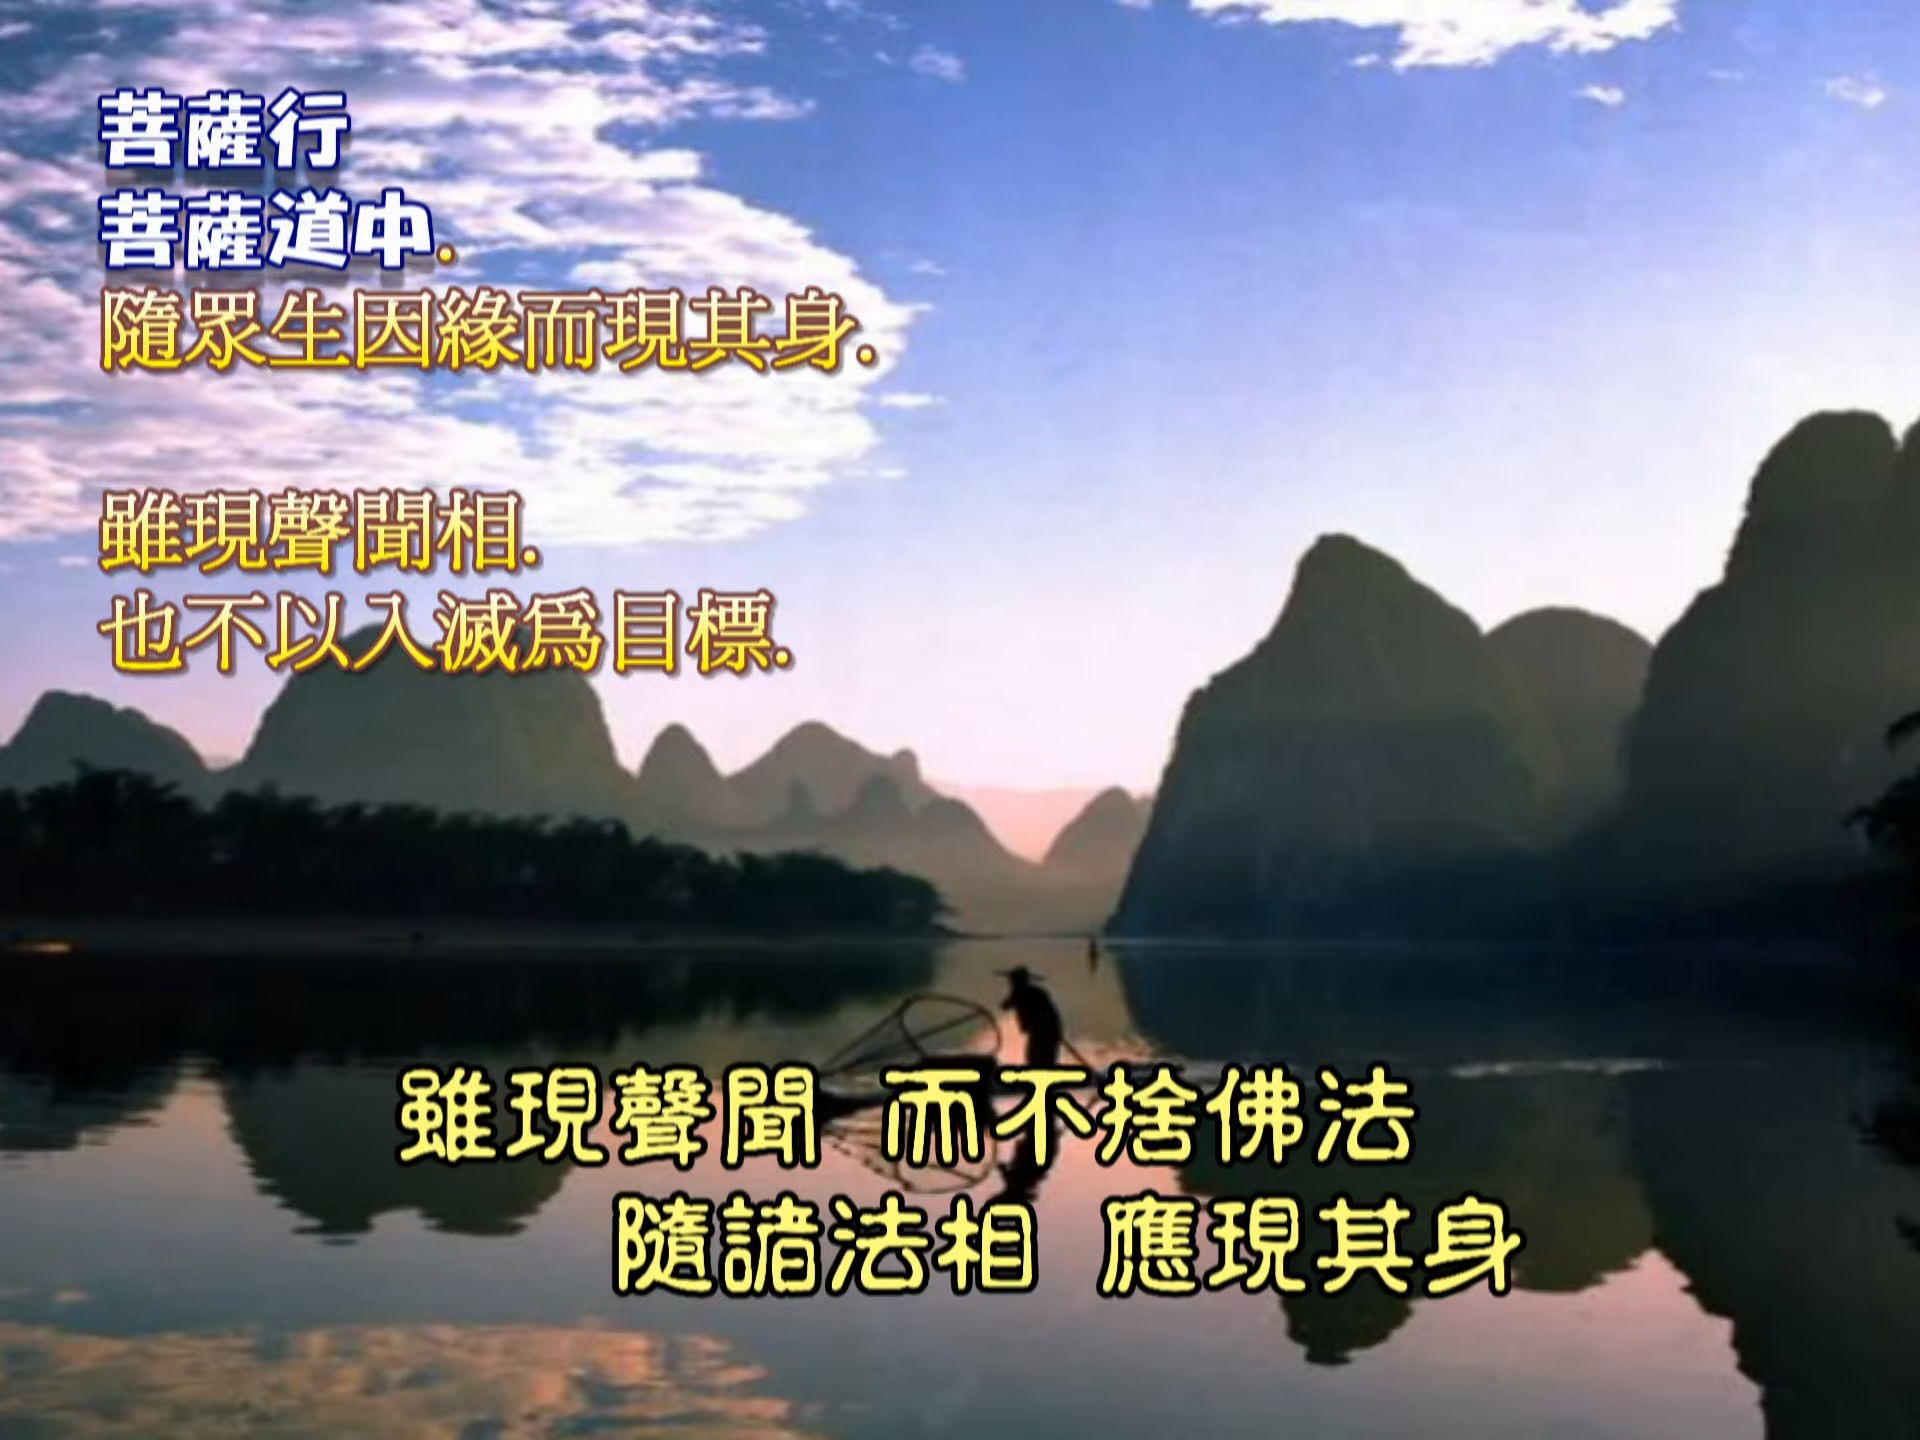 菩薩行
菩薩道中.
隨眾生因緣而現其身.
雖現聲聞相.
也不以入滅為目標.
雖現聲聞 而不捨佛法
隨諸法相 應現其身